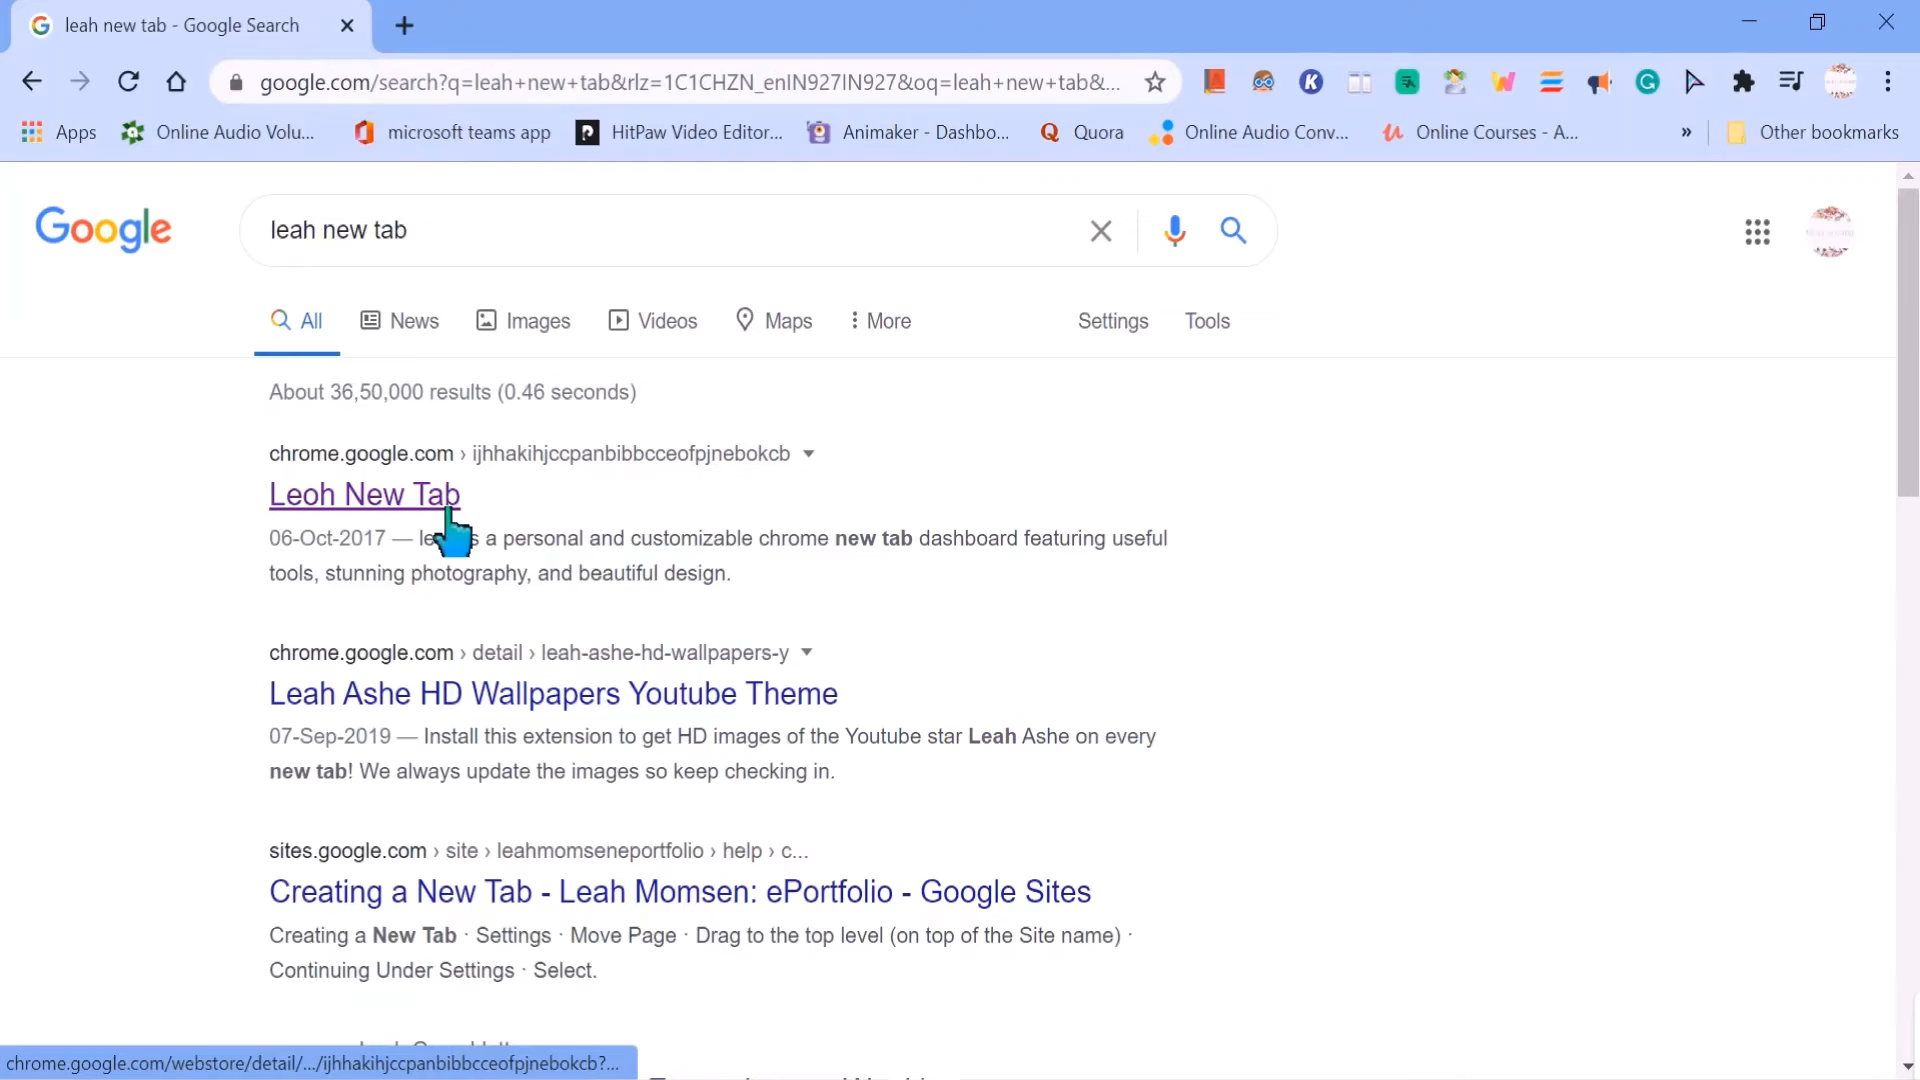 leah new tab - Google Search
google.com/search?q=leah+new+tab&rlz=1C1CHZN_enIN927IN927&oq=leah+new+tab&...
Apps Online Audio Volu... microsoft teams app HitPaw Video Editor... Animaker - Dashbo... Quora Online Audio Conv... Online Courses - A... » Other bookmarks
Google
leah new tab
All News Images Videos Maps More Settings Tools
About 36,50,000 results (0.46 seconds)
chrome.google.com › ijhhakihjccpanbibbcceofpjnebokcb
Leoh New Tab
06-Oct-2017 — a personal and customizable chrome new tab dashboard featuring useful
tools, stunning photography, and beautiful design.
chrome.google.com › detail › leah-ashe-hd-wallpapers-y
Leah Ashe HD Wallpapers Youtube Theme
07-Sep-2019 — Install this extension to get HD images of the Youtube star Leah Ashe on every
new tab! We always update the images so keep checking in.
sites.google.com › site › leahmomseneportfolio › help › c...
Creating a New Tab - Leah Momsen: ePortfolio - Google Sites
Creating a New Tab · Settings · Move Page · Drag to the top level (on top of the Site name) ·
Continuing Under Settings · Select.
chrome.google.com/webstore/detail/.../ijhhakihjccpanbibbcceofpjnebokcb?...